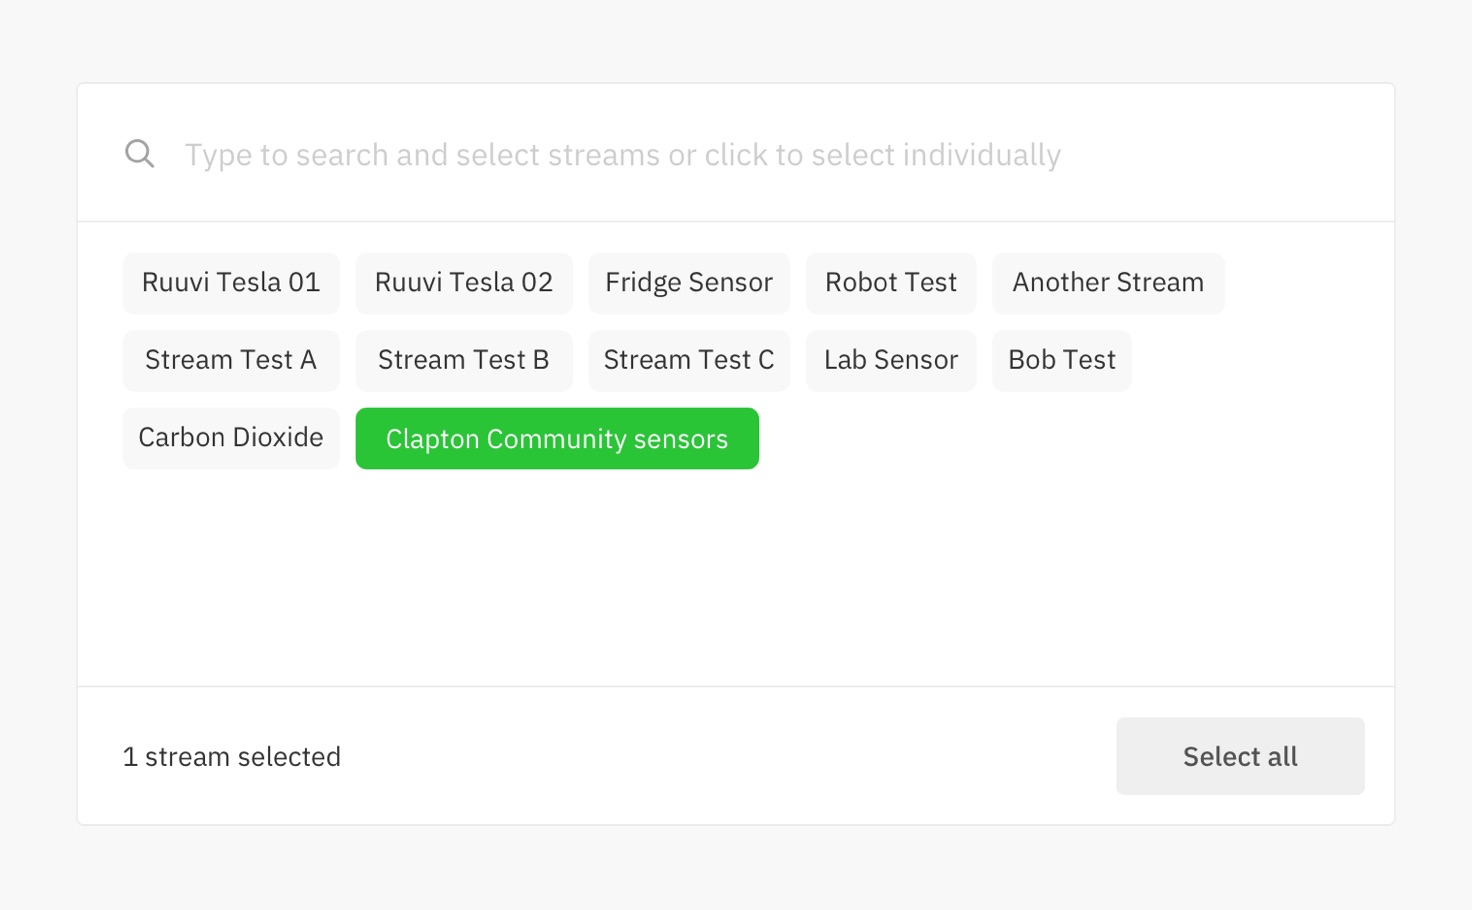 Type to search and select streams or click to select individually
Ruuvi Tesla 01 Ruuvi Tesla 02 Fridge Sensor Robot Test Another Stream
Stream Test A Stream Test B Stream Test C Lab Sensor Bob Test
Carbon Dioxide Clapton Community sensors
1 stream selected Select all